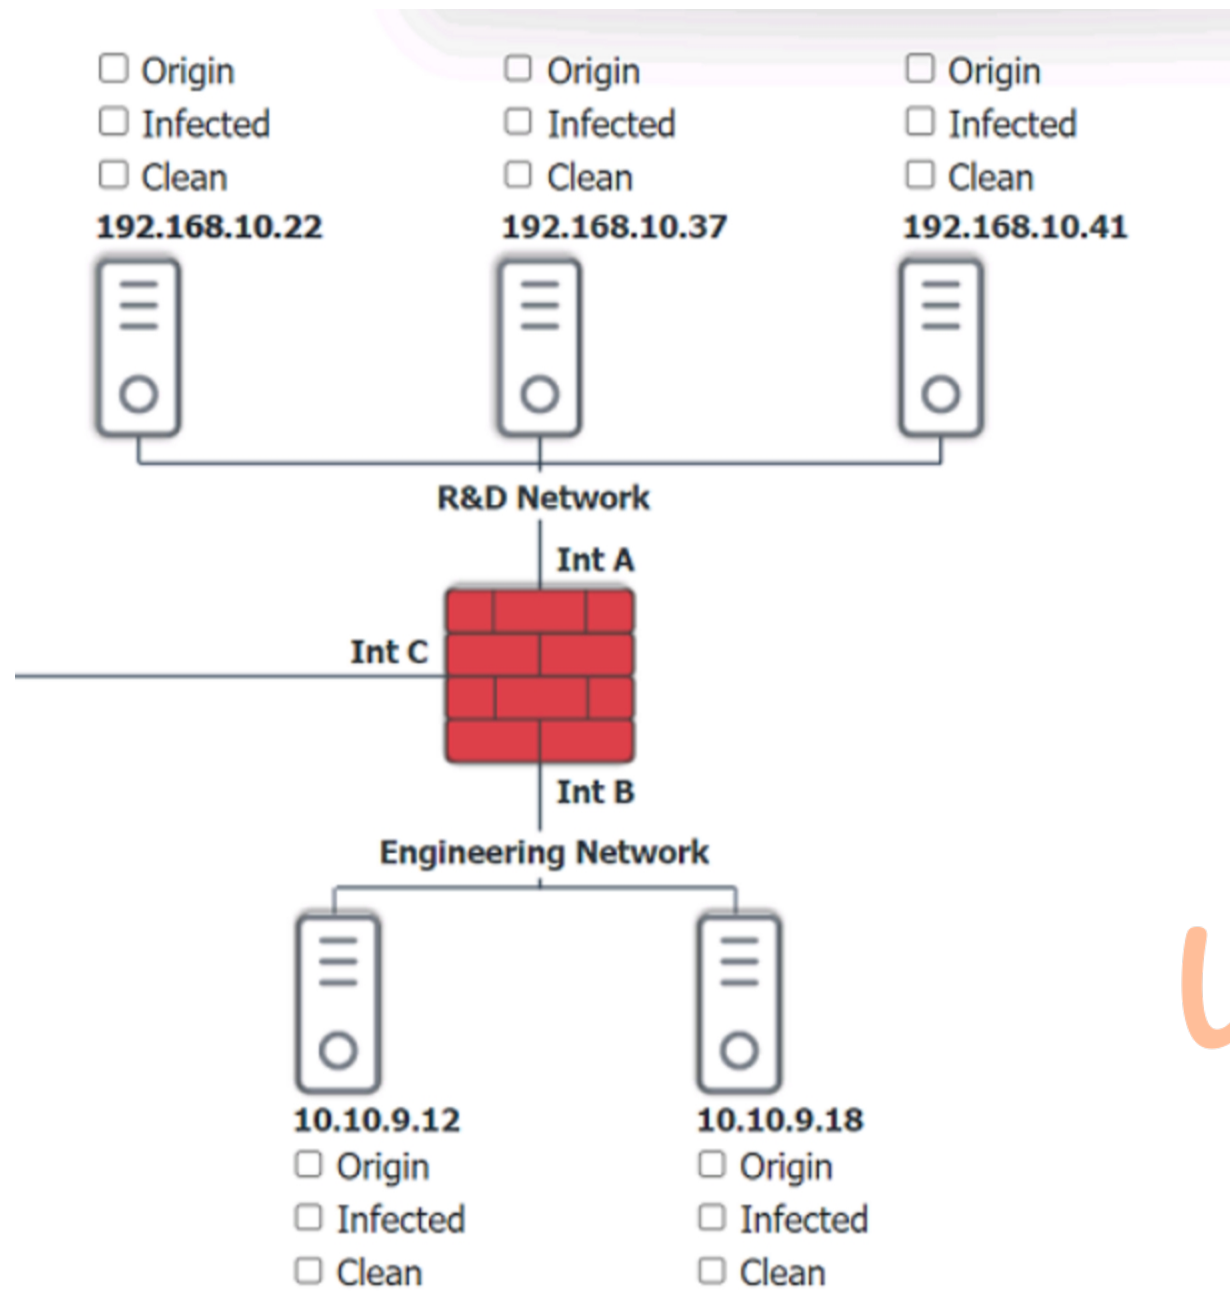 Origin Origin Origin
Infected Infected Infected
Clean Clean Clean
192.168.10.22 192.168.10.37 192.168.10.41
R&D Network
Int A
Int C
Int B
Engineering Network
10.10.9.12 10.10.9.18
Origin Origin
Infected Infected
Clean Clean